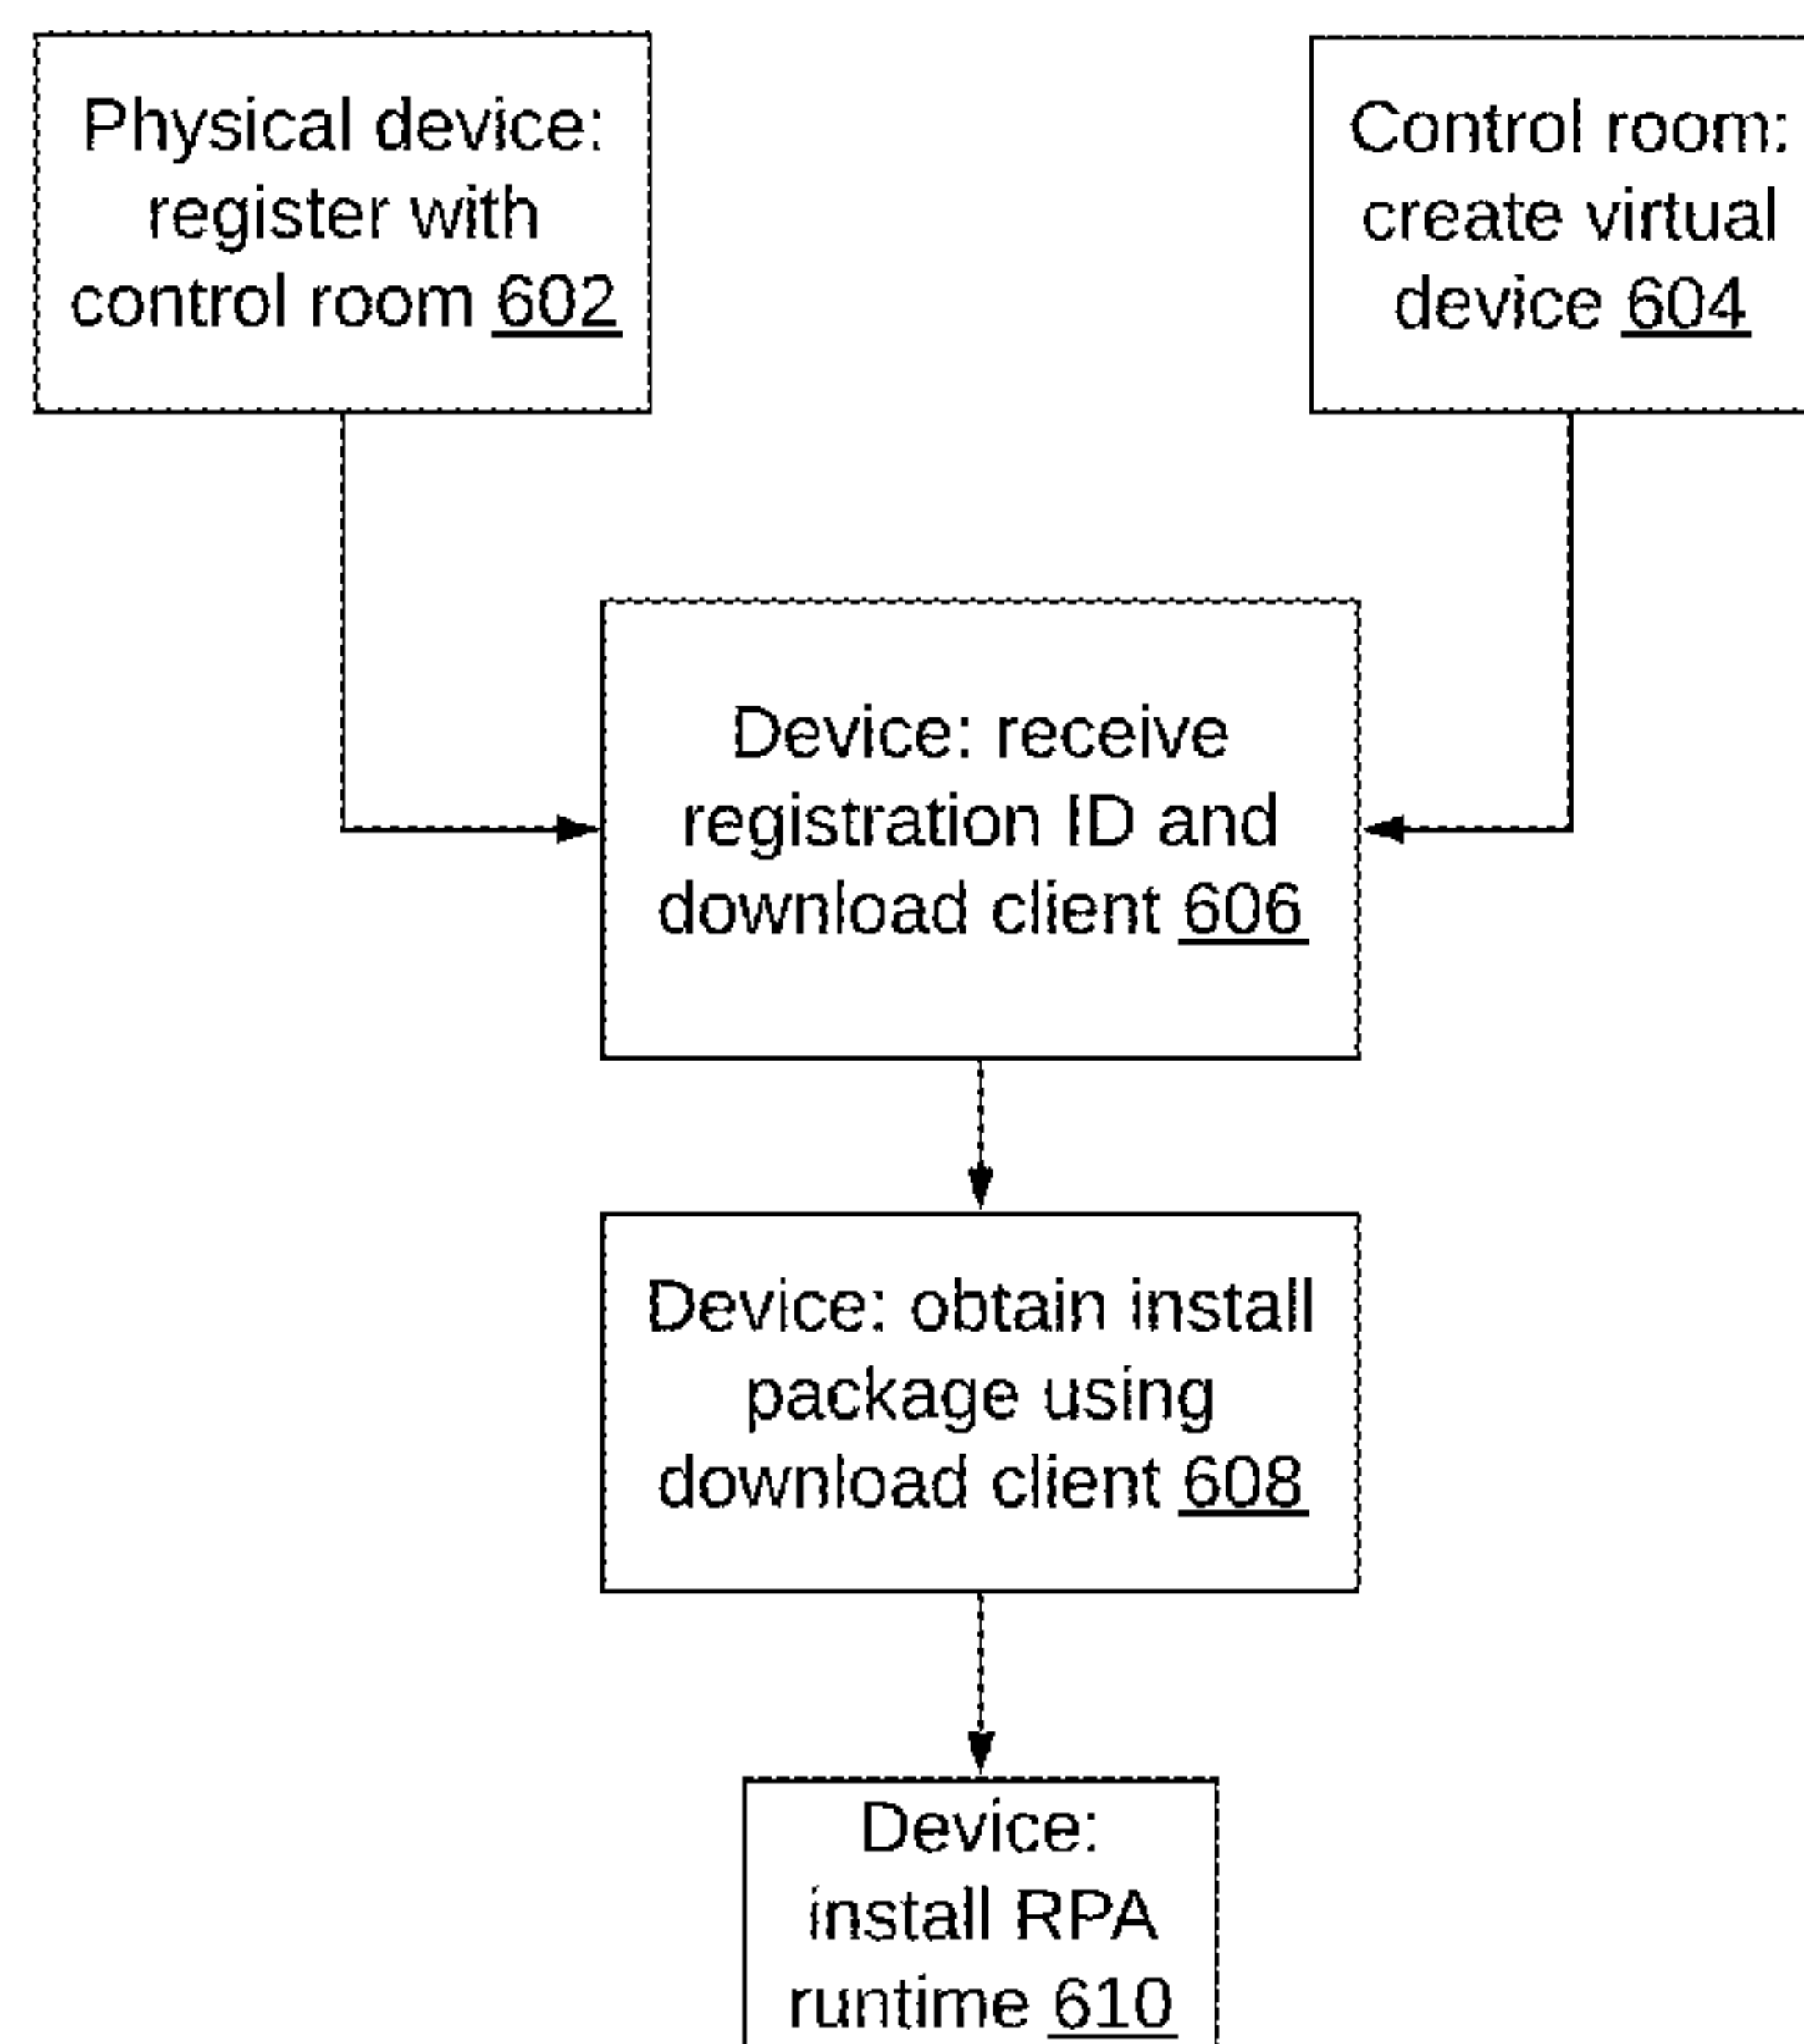 Physical device:
register with
control room 602
Control room:
create virtual
device 604
Device: receive
registration ID and
download client 606
Device: obtain install
package using
download client 608
Device:
install RPA
runtime 610